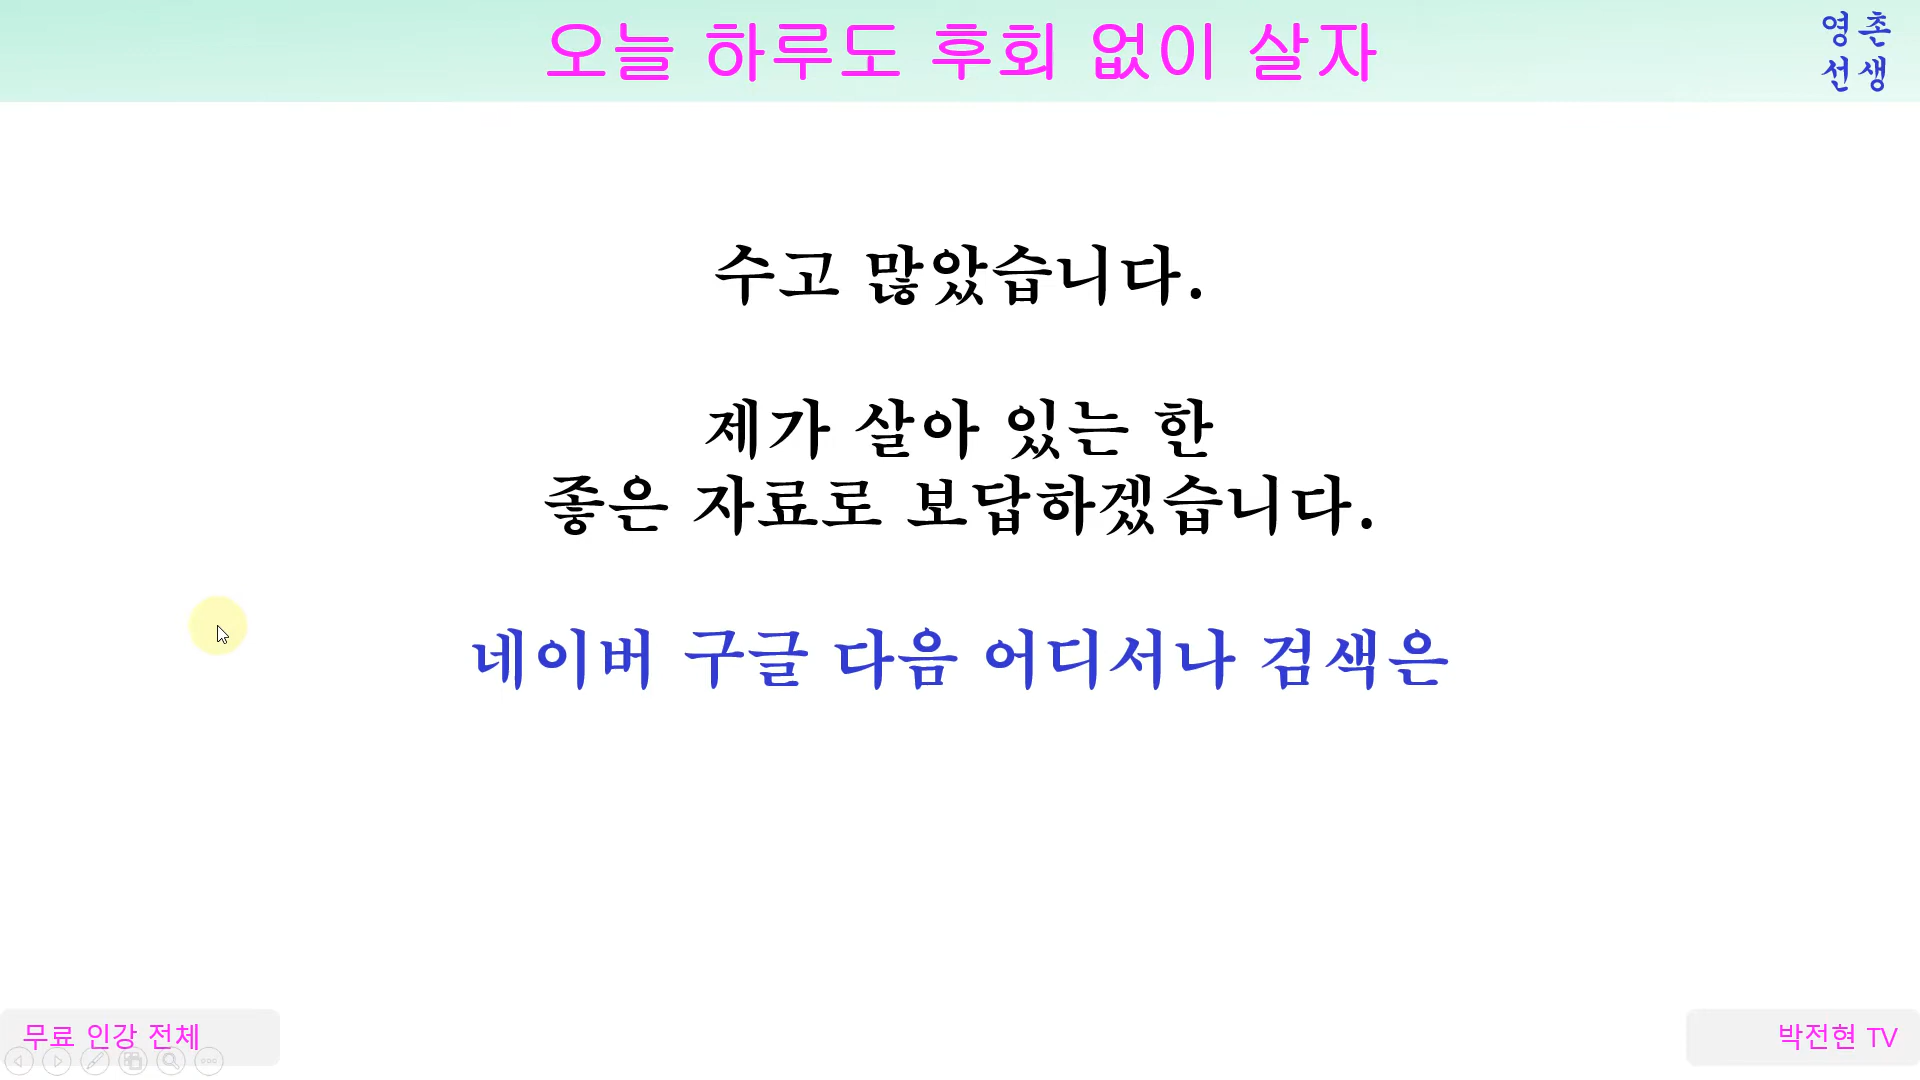 오늘 하루도 후회 없이 살자
영촌
선생
수고 많았습니다.
제가 살아 있는 한
좋은 자료로 보답하겠습니다.
네이버 구글 다음 어디서나 검색은
무료 인강 전체
박전현 TV